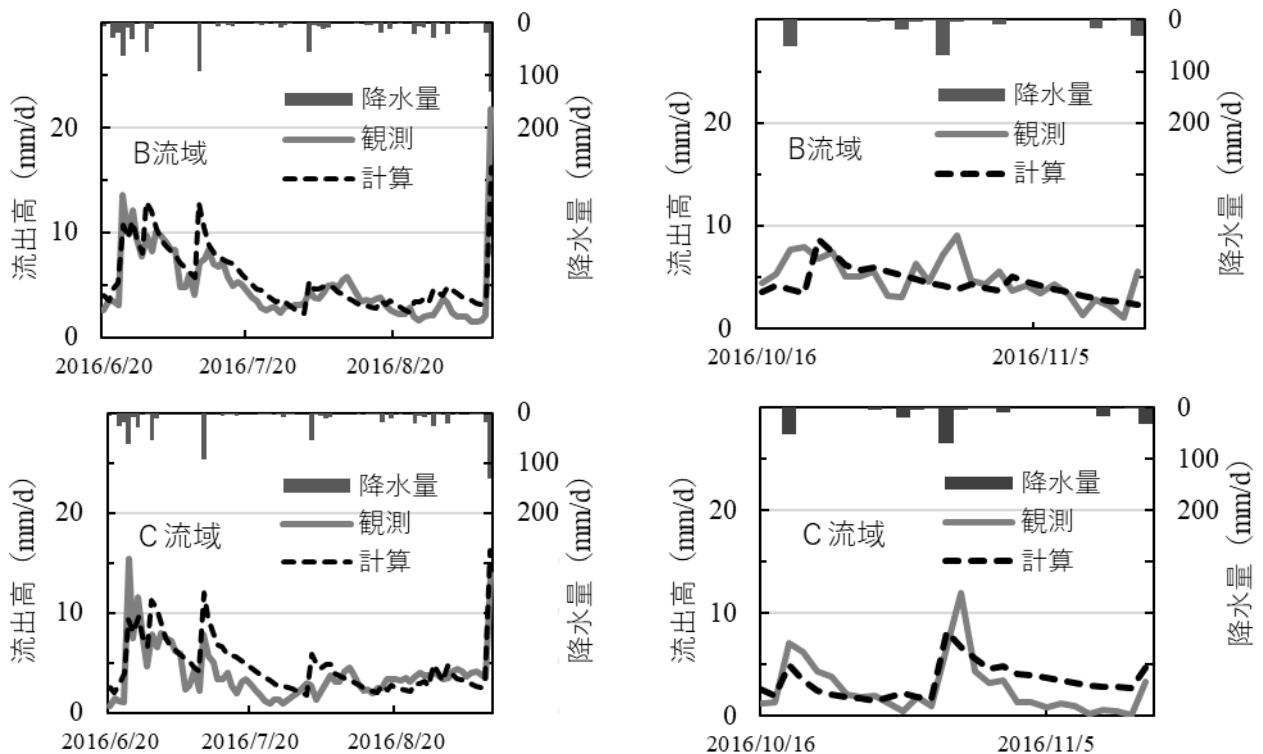 0
100
200
20
10
0
流出高 (mm/d)
降水量 (mm/d)
B流域
降水量
観測
計算
2016/6/20
2016/7/20
2016/8/20
0
100
200
20
10
0
流出高 (mm/d)
降水量 (mm/d)
B流域
降水量
観測
計算
2016/10/16
2016/11/5
0
100
200
20
10
0
流出高 (mm/d)
降水量 (mm/d)
C 流域
降水量
観測
計算
2016/6/20
2016/7/20
2016/8/20
0
100
200
20
10
0
流出高 (mm/d)
降水量 (mm/d)
C 流域
降水量
観測
計算
2016/10/16
2016/11/5